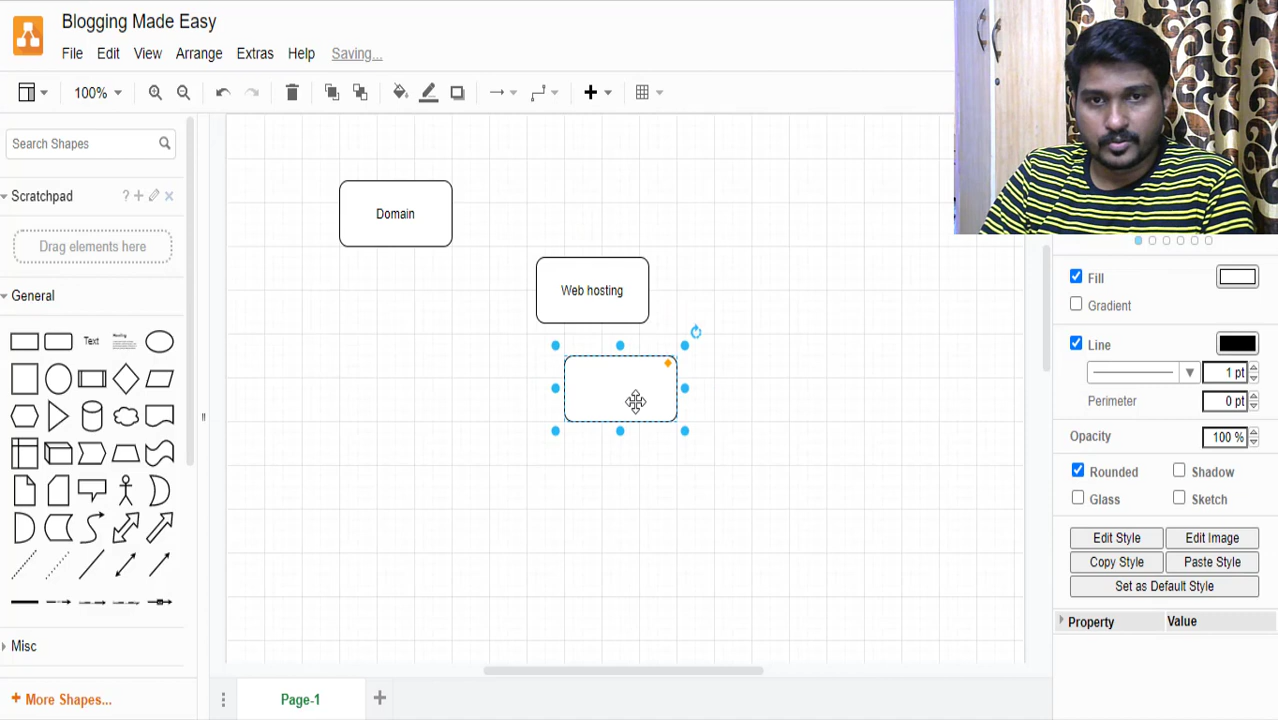 Blogging Made Easy
File Edit View Arrange Extras Help Saving...
100%
Search Shapes
Scratchpad ?
Drag elements here
General
Text
Heading
Misc
+ More Shapes...
Domain
Web hosting
Fill
Gradient
Line
1 pt
Perimeter 0 pt
Opacity 100 %
Rounded Shadow
Glass Sketch
Edit Style Edit Image
Copy Style Paste Style
Set as Default Style
Property Value
Page-1